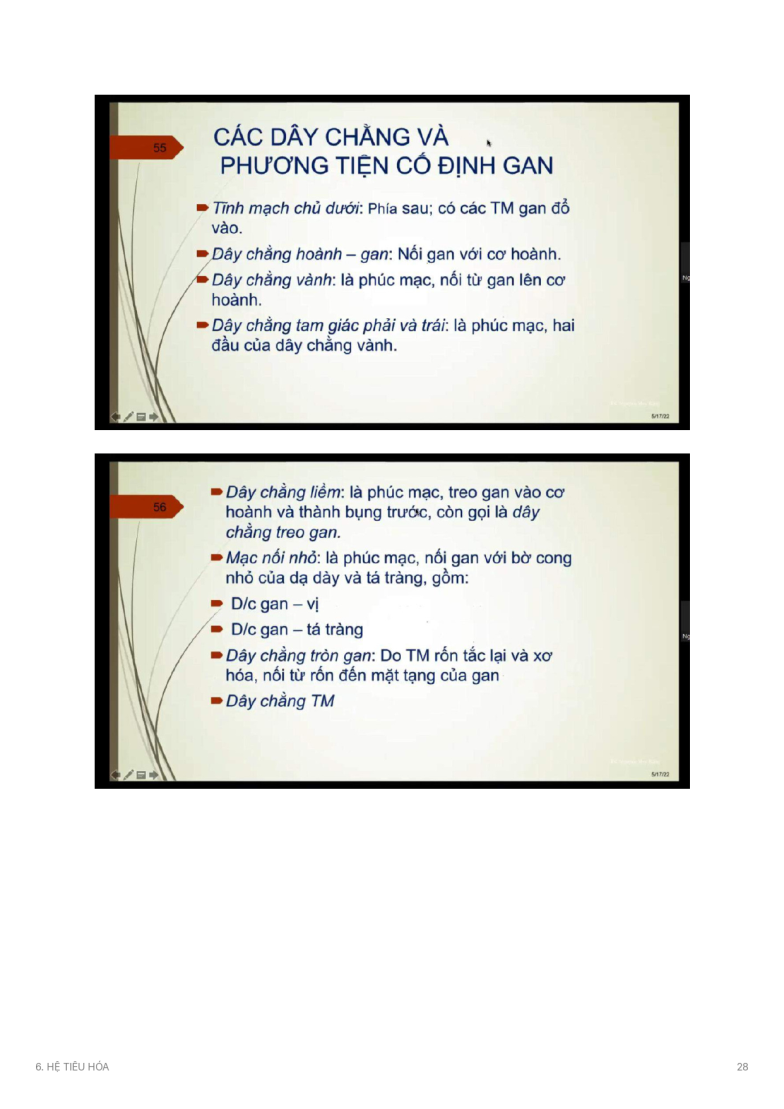 55
CÁC DÂY CHẰNG VÀ
PHƯƠNG TIỆN CỐ ĐỊNH GAN
Tĩnh mạch chủ dưới: Phía sau; có các TM gan đổ
vào.
Dây chằng hoành – gan: Nối gan với cơ hoành.
Dây chằng vành: là phúc mạc, nối từ gan lên cơ
hoành.
Dây chằng tam giác phải và trái: là phúc mạc, hai
đầu của dây chằng vành.
Ng
5/17/22
56
Dây chằng liềm: là phúc mạc, treo gan vào cơ
hoành và thành bụng trước, còn gọi là dây
chằng treo gan.
Mạc nối nhỏ: là phúc mạc, nối gan với bờ cong
nhỏ của dạ dày và tá tràng, gồm:
D/c gan – vị
D/c gan – tá tràng
Dây chằng tròn gan: Do TM rốn tắc lại và xơ
hóa, nối từ rốn đến mặt tạng của gan
Dây chằng TM
Ng
5/17/22
6. HỆ TIÊU HÓA
28